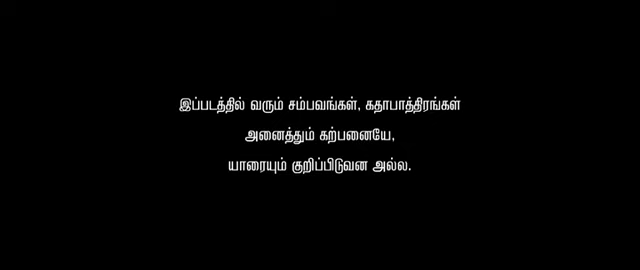 இப்படத்தில் வரும் சம்பவங்கள், கதாபாத்திரங்கள்
அனைத்தும் கற்பனையே,
யாரையும் குறிப்பிடுவன அல்ல.